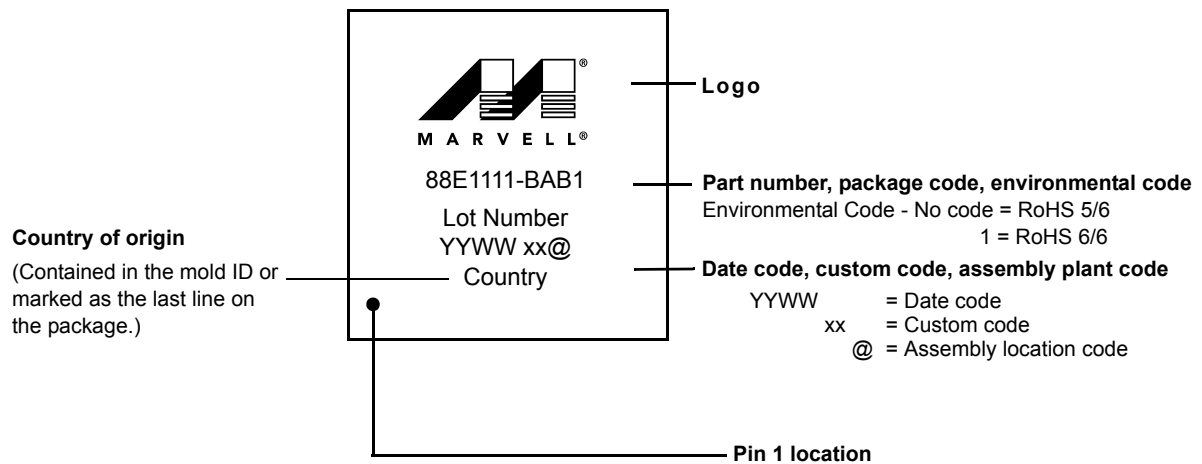 ®
MARVELL®
88E1111-BAB1
Lot Number
YYWW xx@
Country
Logo
Part number, package code, environmental code
Environmental Code - No code = RoHS 5/6
1 = RoHS 6/6
Country of origin
(Contained in the mold ID or
marked as the last line on
the package.)
Date code, custom code, assembly plant code
YYWW = Date code
xx = Custom code
@ = Assembly location code
Pin 1 location